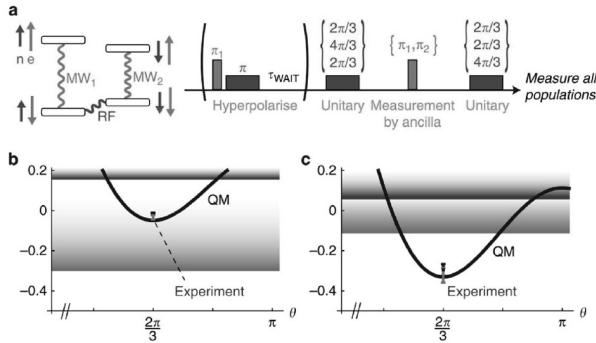 a
n e
MW1
MW2
RF
π1
π
τWAIT
Hyperpolarise
2π/3
4π/3
2π/3
Unitary
{π1,π2}
Measurement
by ancilla
2π/3
2π/3
4π/3
Unitary
Measure all
populations
b
0.2
0
−0.2
−0.4
QM
Experiment
2π
3
π
θ
c
0.2
0
−0.2
−0.4
QM
Experiment
2π
3
π
θ